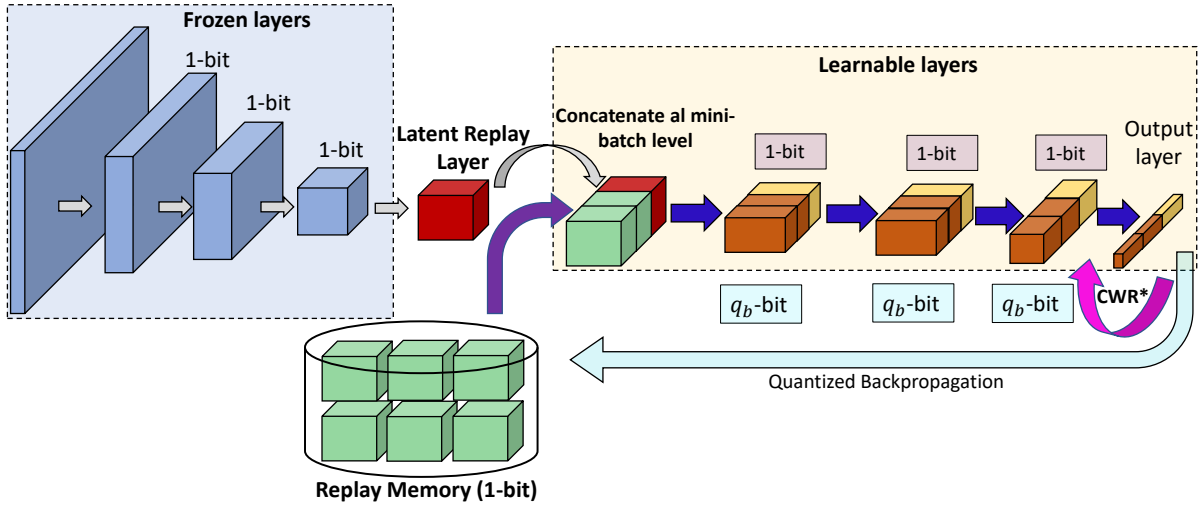 Frozen layers
1-bit
1-bit
1-bit
Latent Replay
Layer
Learnable layers
Concatenate al mini-
batch level
1-bit
1-bit
1-bit
Output
layer
q_b-bit
q_b-bit
q_b-bit
CWR*
Quantized Backpropagation
Replay Memory (1-bit)